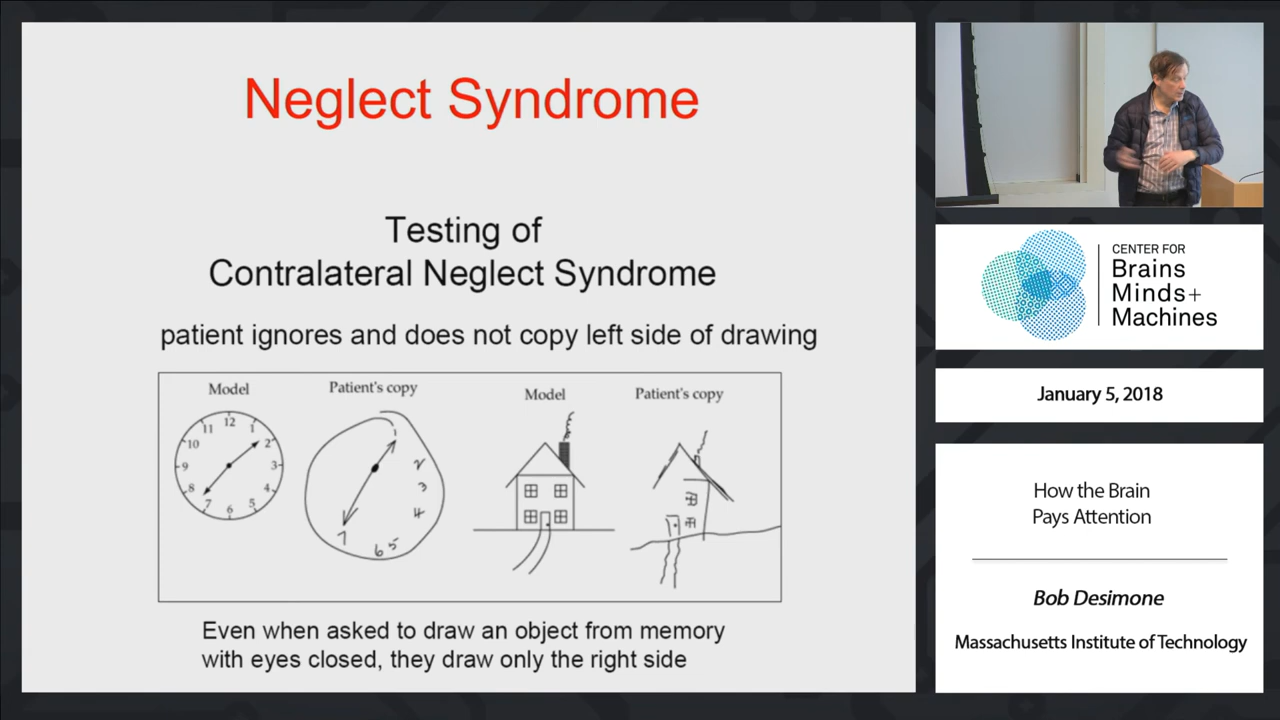 Neglect Syndrome
Testing of
Contralateral Neglect Syndrome
patient ignores and does not copy left side of drawing
Model
Patient's copy
Model
Patient's copy
12
11
1
10
2
9
3
8
4
7
6
5
2
3
4
7
6 5
Even when asked to draw an object from memory
with eyes closed, they draw only the right side
CENTER FOR
Brains
Minds+
Machines
January 5, 2018
How the Brain
Pays Attention
Bob Desimone
Massachusetts Institute of Technology